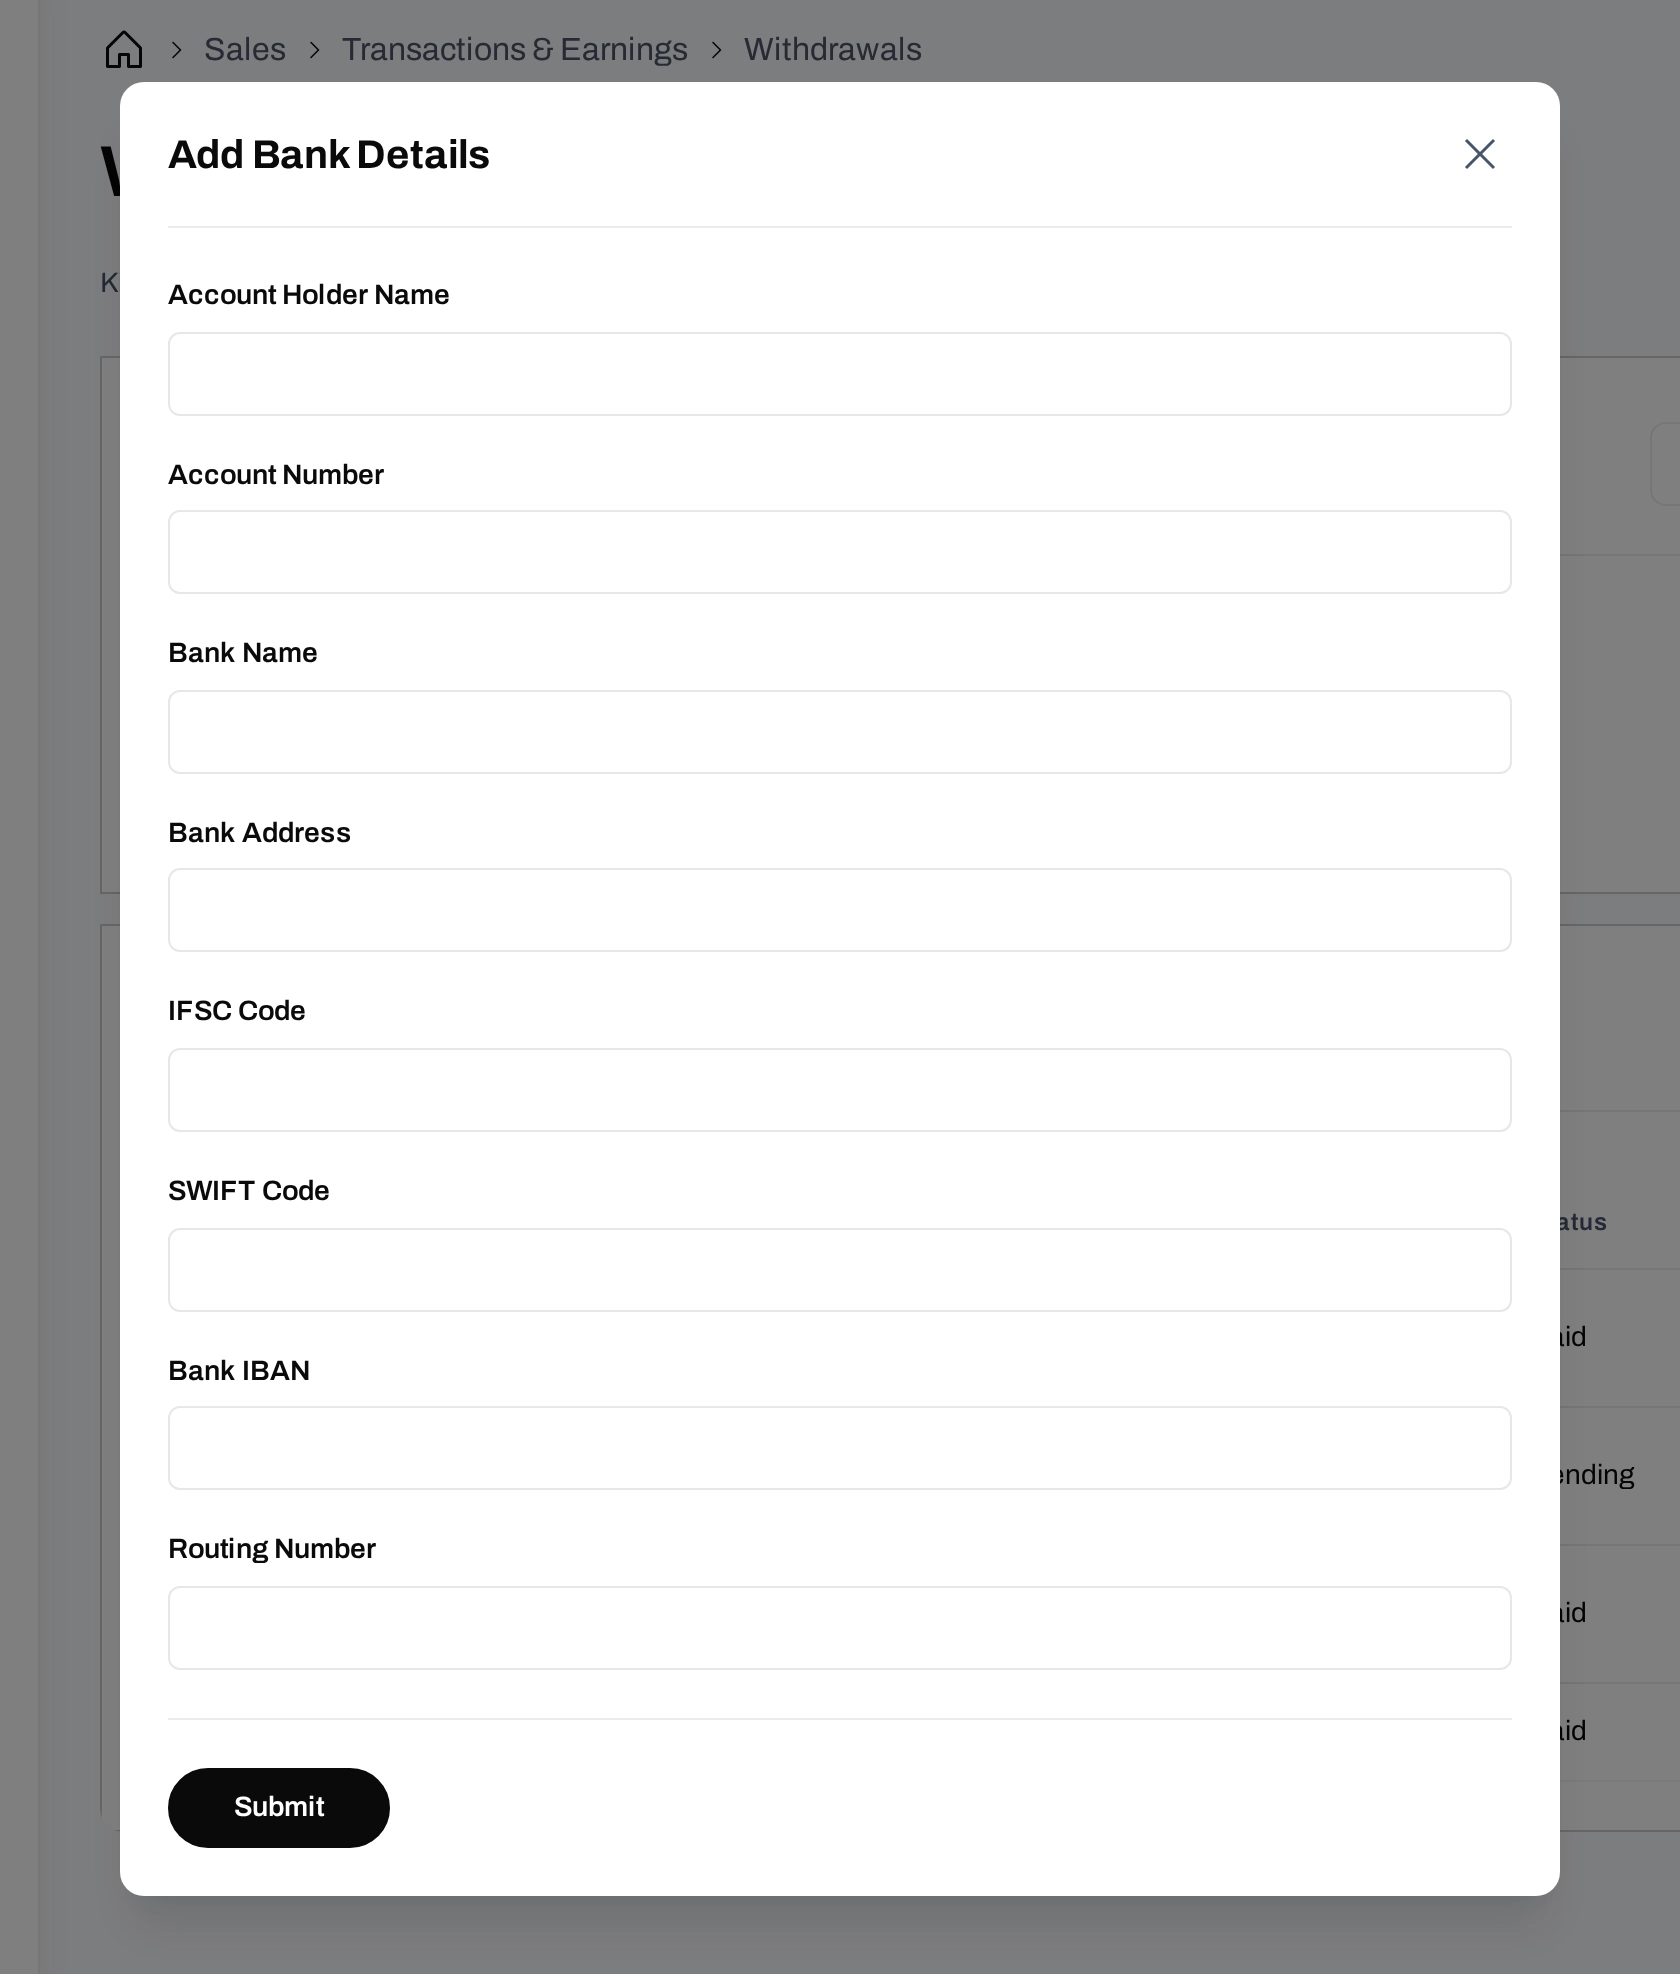 Sales > Transactions & Earnings > Withdrawals
Add Bank Details
Account Holder Name
Account Number
Bank Name
Bank Address
IFSC Code
SWIFT Code
Bank IBAN
Routing Number
Submit